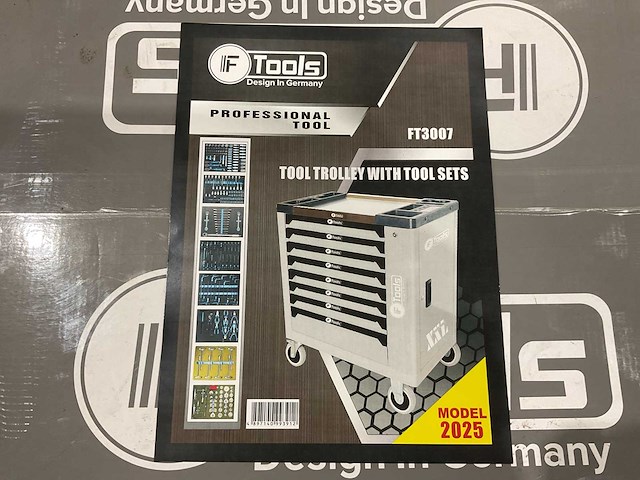 Design In Germany
F Tools
Design In Germany
PROFESSIONAL
TOOL
FT3007
TOOL TROLLEY WITH TOOL SETS
F Tools
XXL
MODEL
2025
ls
Design In Germany